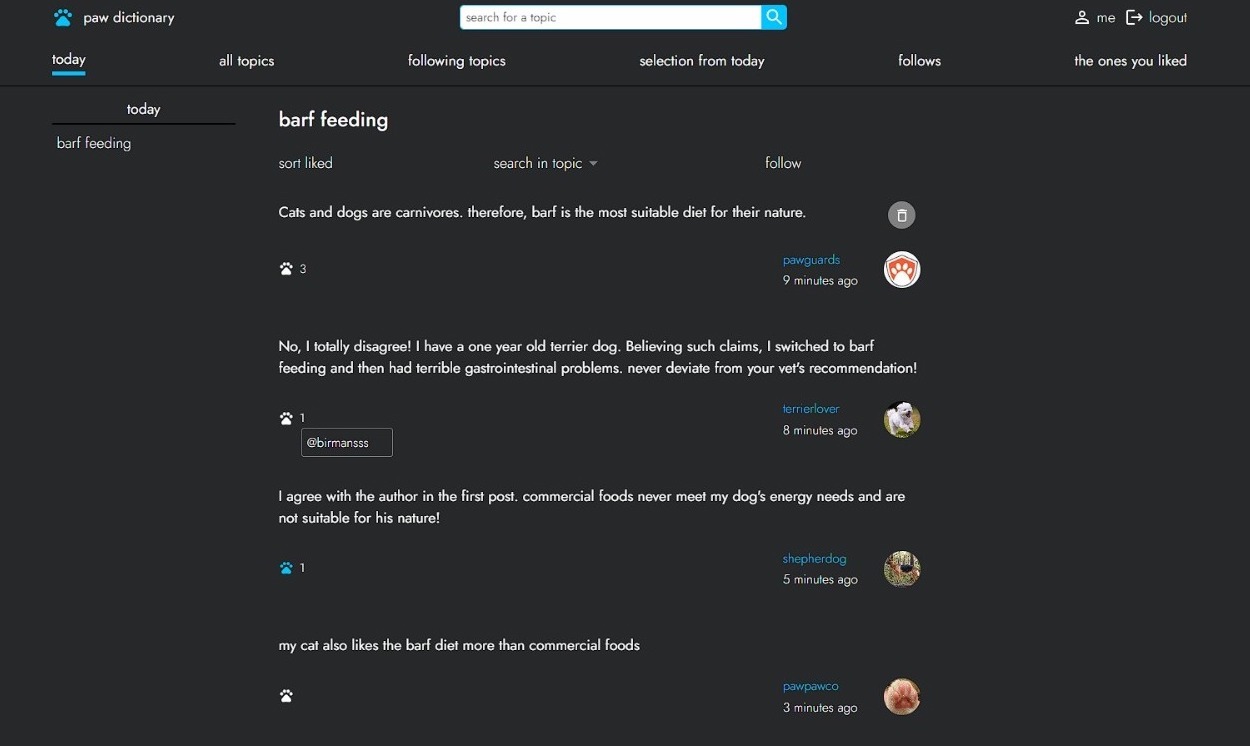 paw dictionary
search for a topic
me
logout
today
all topics
following topics
selection from today
follows
the ones you liked
today
barf feeding
barf feeding
sort liked
search in topic
follow
Cats and dogs are carnivores. therefore, barf is the most suitable diet for their nature.
3
pawguards
9 minutes ago
No, I totally disagree! I have a one year old terrier dog. Believing such claims, I switched to barf
feeding and then had terrible gastrointestinal problems. never deviate from your vet's recommendation!
1
@birmansss
terrierlover
8 minutes ago
I agree with the author in the first post. commercial foods never meet my dog's energy needs and are
not suitable for his nature!
1
shepherdog
5 minutes ago
my cat also likes the barf diet more than commercial foods
pawpawco
3 minutes ago